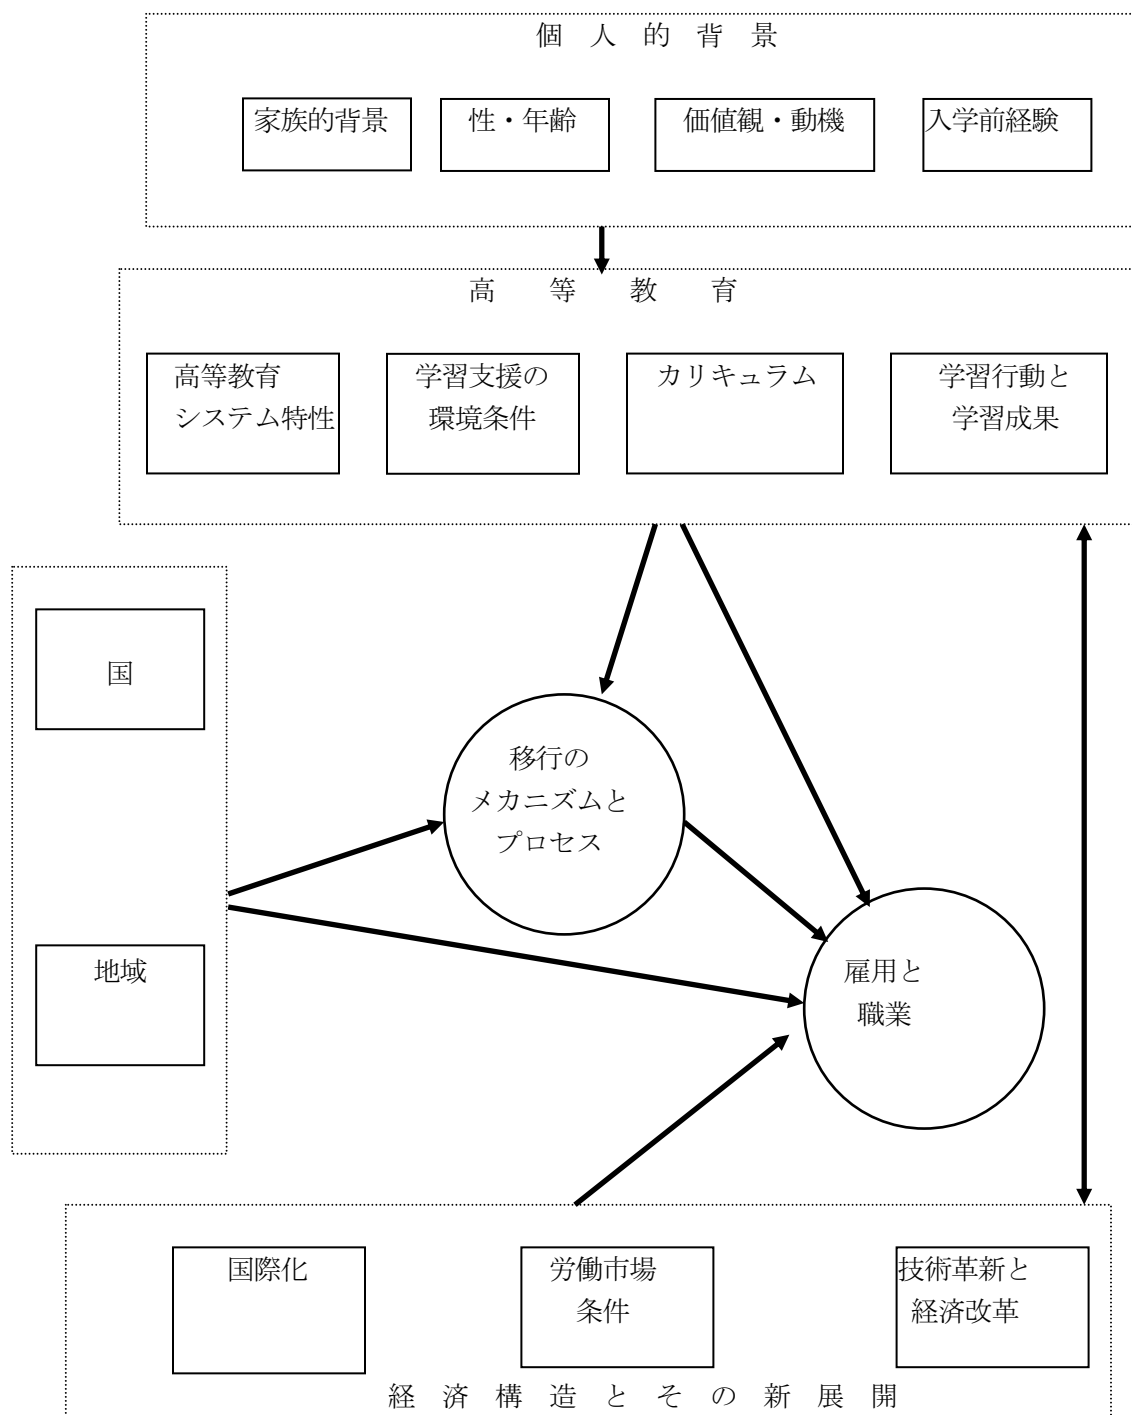 個人的背景
家族的背景
性・年齢
価値観・動機
入学前経験
高等教育
高等教育
システム特性
学習支援の
環境条件
カリキュラム
学習行動と
学習成果
国
移行の
メカニズムと
プロセス
地域
雇用と
職業
国際化
労働市場
条件
技術革新と
経済改革
経済構造とその新展開